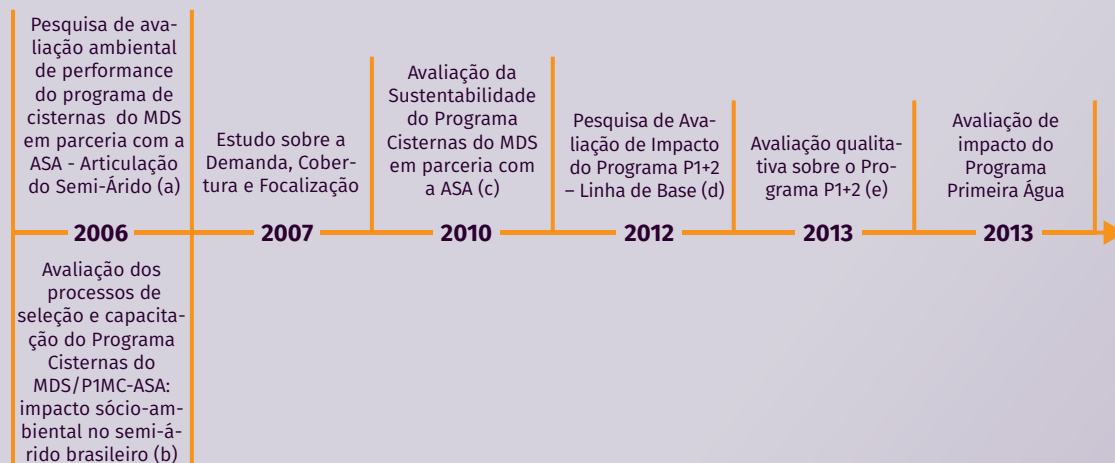 Pesquisa de ava-
liação ambiental
de performance
do programa de
cisternas do MDS
em parceria com a
ASA - Articulação
do Semi-Árido (a)
2006
Avaliação dos
processos de
seleção e capacita-
ção do Programa
Cisternas do
MDS/P1MC-ASA:
impacto sócio-am-
biental no semi-á-
rido brasileiro (b)
Estudo sobre a
Demanda, Cober-
tura e Focalização
2007
Avaliação da
Sustentabilidade
do Programa
Cisternas do MDS
em parceria com
a ASA (c)
2010
Pesquisa de Ava-
liação de Impacto
do Programa P1+2
– Linha de Base (d)
2012
Avaliação qualita-
tiva sobre o Pro-
grama P1+2 (e)
2013
Avaliação de
impacto do
Programa
Primeira Água
2013